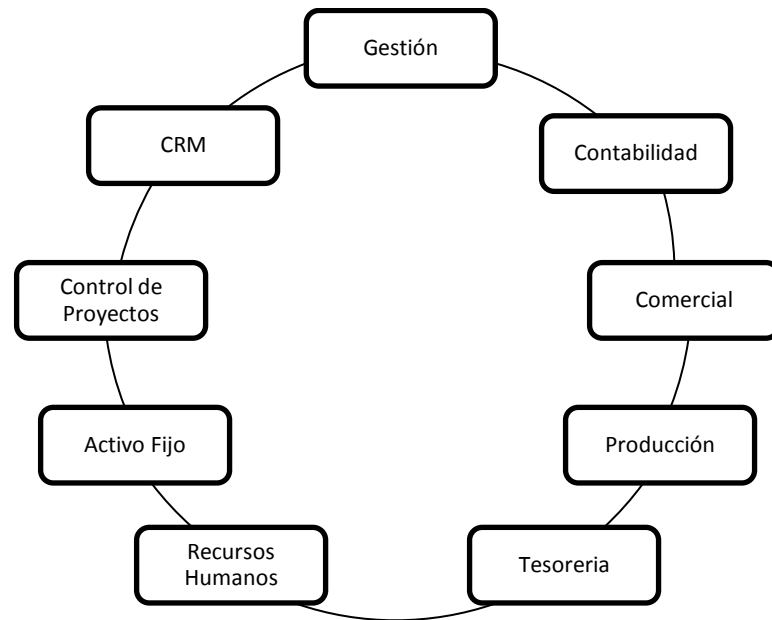 Gestión
Contabilidad
Comercial
Producción
Tesoreria
Recursos
Humanos
Activo Fijo
Control de
Proyectos
CRM